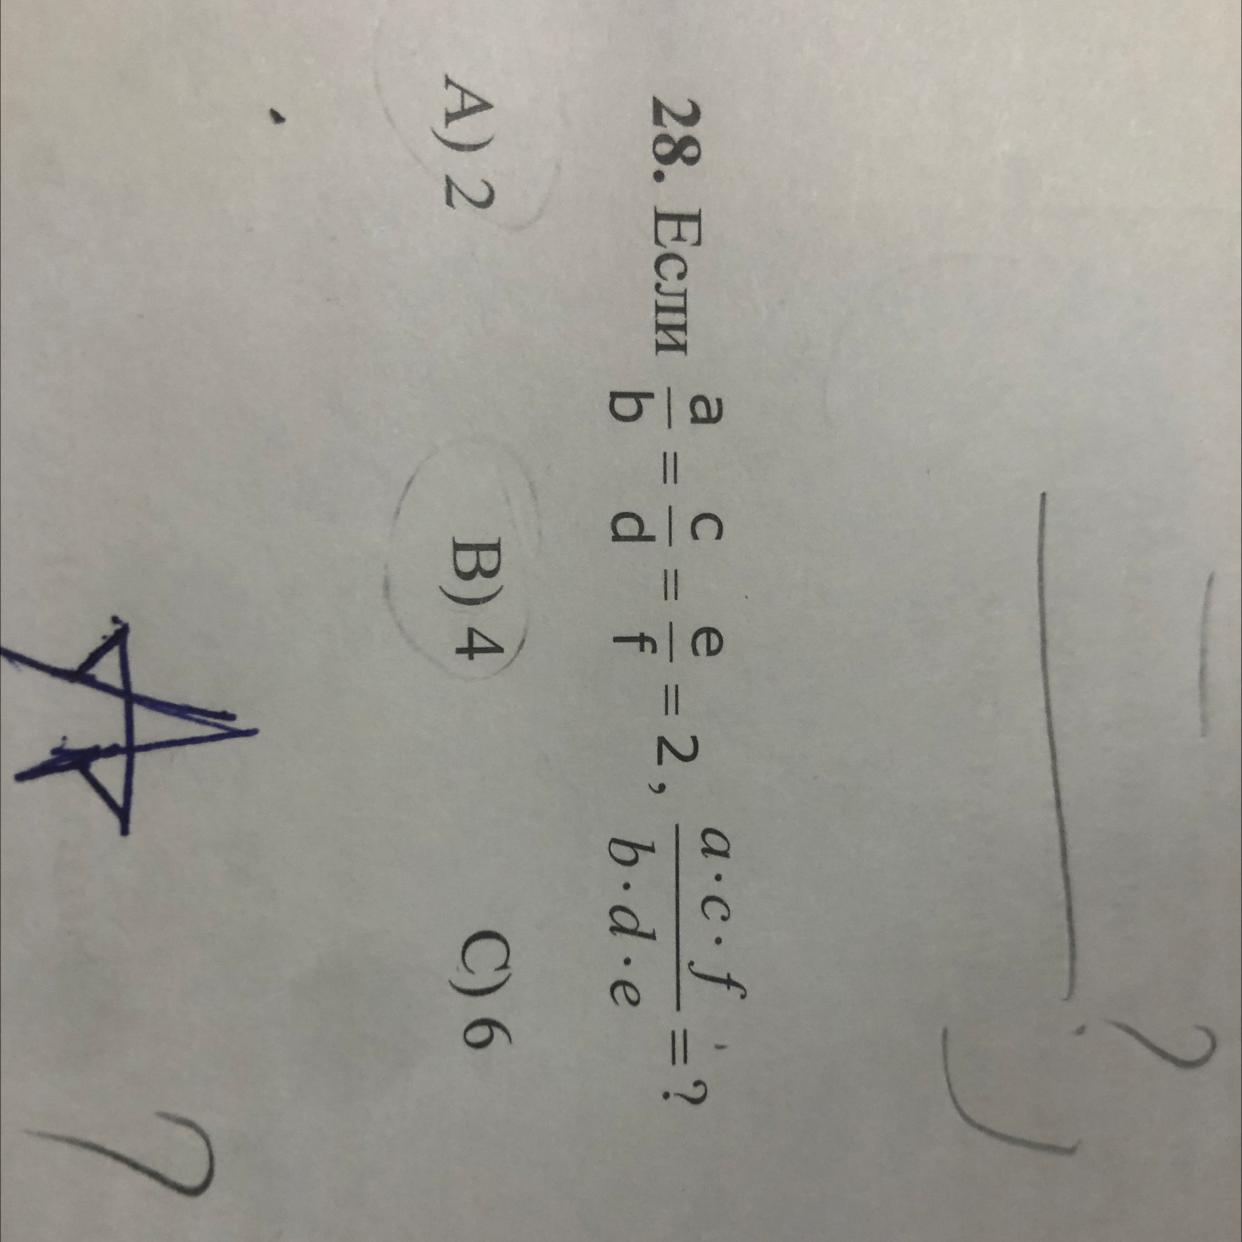 28. Если a/b = c/d = e/f = 2, a·c·f/b·d·e = ?
A) 2 B) 4 C) 6
?
?